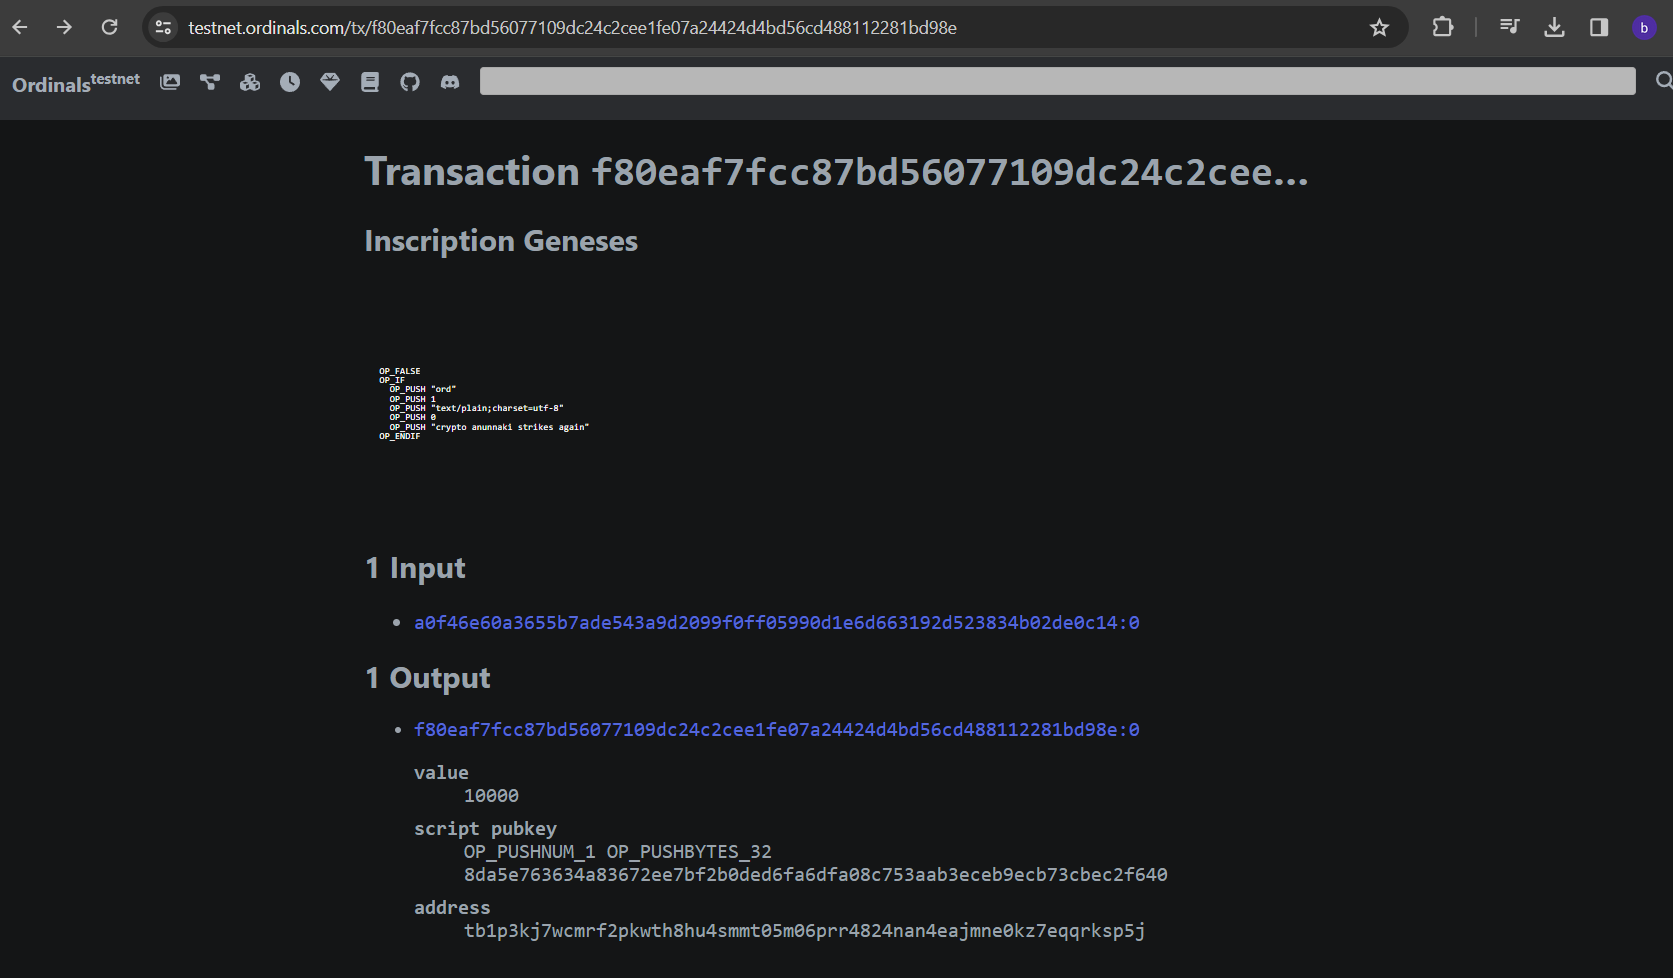 testnet.ordinals.com/tx/f80eaf7fcc87bd56077109dc24c2cee1fe07a24424d4bd56cd488112281bd98e
b
Ordinals testnet
Transaction f80eaf7fcc87bd56077109dc24c2cee...
Inscription Geneses
OP_FALSE
OP_IF
OP_PUSH "ord"
OP_PUSH 1
OP_PUSH "text/plain;charset=utf-8"
OP_PUSH 0
OP_PUSH "crypto anunnaki strikes again"
OP_ENDIF
1 Input
a0f46e60a3655b7ade543a9d2099f0ff05990d1e6d663192d523834b02de0c14:0
1 Output
f80eaf7fcc87bd56077109dc24c2cee1fe07a24424d4bd56cd488112281bd98e:0
value
10000
script pubkey
OP_PUSHNUM_1 OP_PUSHBYTES_32
8da5e763634a83672ee7bf2b0ded6fa6dfa08c753aab3eceb9ecb73cbec2f640
address
tb1p3kj7wcmrf2pkwth8hu4smmt05m06prr4824nan4eajmne0kz7eqqrksp5j